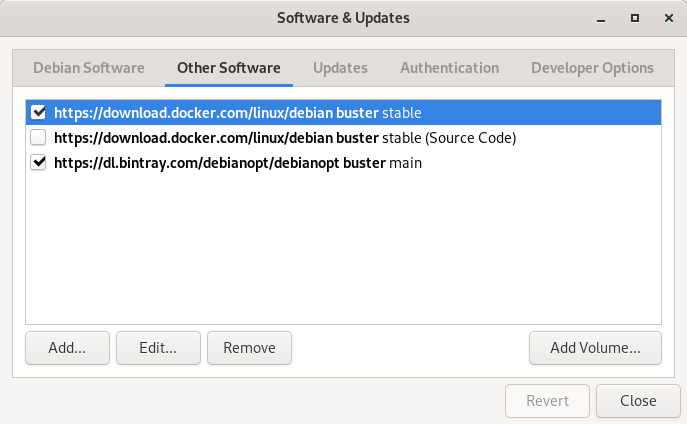 Software & Updates
Debian Software Other Software Updates Authentication Developer Options
https://download.docker.com/linux/debian buster stable
https://download.docker.com/linux/debian buster stable (Source Code)
https://dl.bintray.com/debianopt/debianopt buster main
Add... Edit... Remove Add Volume...
Revert Close